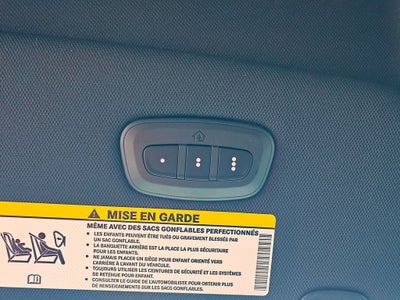 MISE EN GARDE
MÊME AVEC DES SACS GONFLABLES PERFECTIONNÉS
• LES ENFANTS PEUVENT ÊTRE TUÉS OU GRAVEMENT BLESSÉS PAR
UN SAC GONFLABLE.
• LA BANQUETTE ARRIÈRE EST LA PLACE LA PLUS SÉCURITAIRE
POUR LES ENFANTS.
• NE JAMAIS PLACER UN SIÈGE POUR ENFANT ORIENTÉ VERS
L'ARRIÈRE À L'AVANT DU VÉHICULE.
• TOUJOURS UTILISER LES CEINTURES DE SÉCURITÉ ET LES SYSTÈMES
DE RETENUE POUR ENFANT.
• CONSULTER LE GUIDE DE L'AUTOMOBILISTE POUR OBTENIR PLUS
DE RENSEIGNEMENTS SUR LES SACS GONFLABLES.